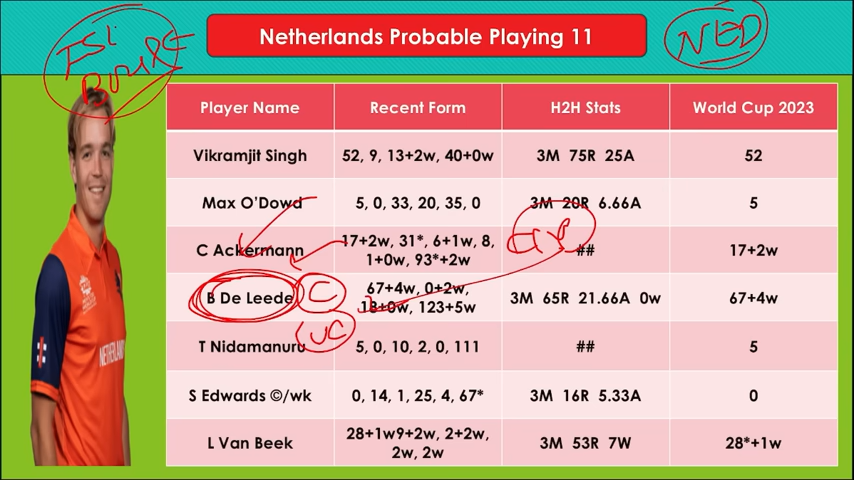 Netherlands Probable Playing 11
NED
Player Name Recent Form H2H Stats World Cup 2023
Vikramjit Singh 52, 9, 13+2w, 40+0w 3M 75R 25A 52
Max O'Dowd 5, 0, 33, 20, 35, 0 3M 20R 6.66A 5
C Ackermann 17+2w, 31*, 6+1w, 8, 1+0w, 93*+2w ## 17+2w
B De Leede 67+4w, 0+2w, 18+0w, 123+5w 3M 65R 21.66A 0w 67+4w
C
VC
T Nidamanuru 5, 0, 10, 2, 0, 111 ## 5
S Edwards ©/wk 0, 14, 1, 25, 4, 67* 3M 16R 5.33A 0
L Van Beek 28+1w9+2w, 2+2w, 2w, 2w 3M 53R 7W 28*+1w
NETHERLAN